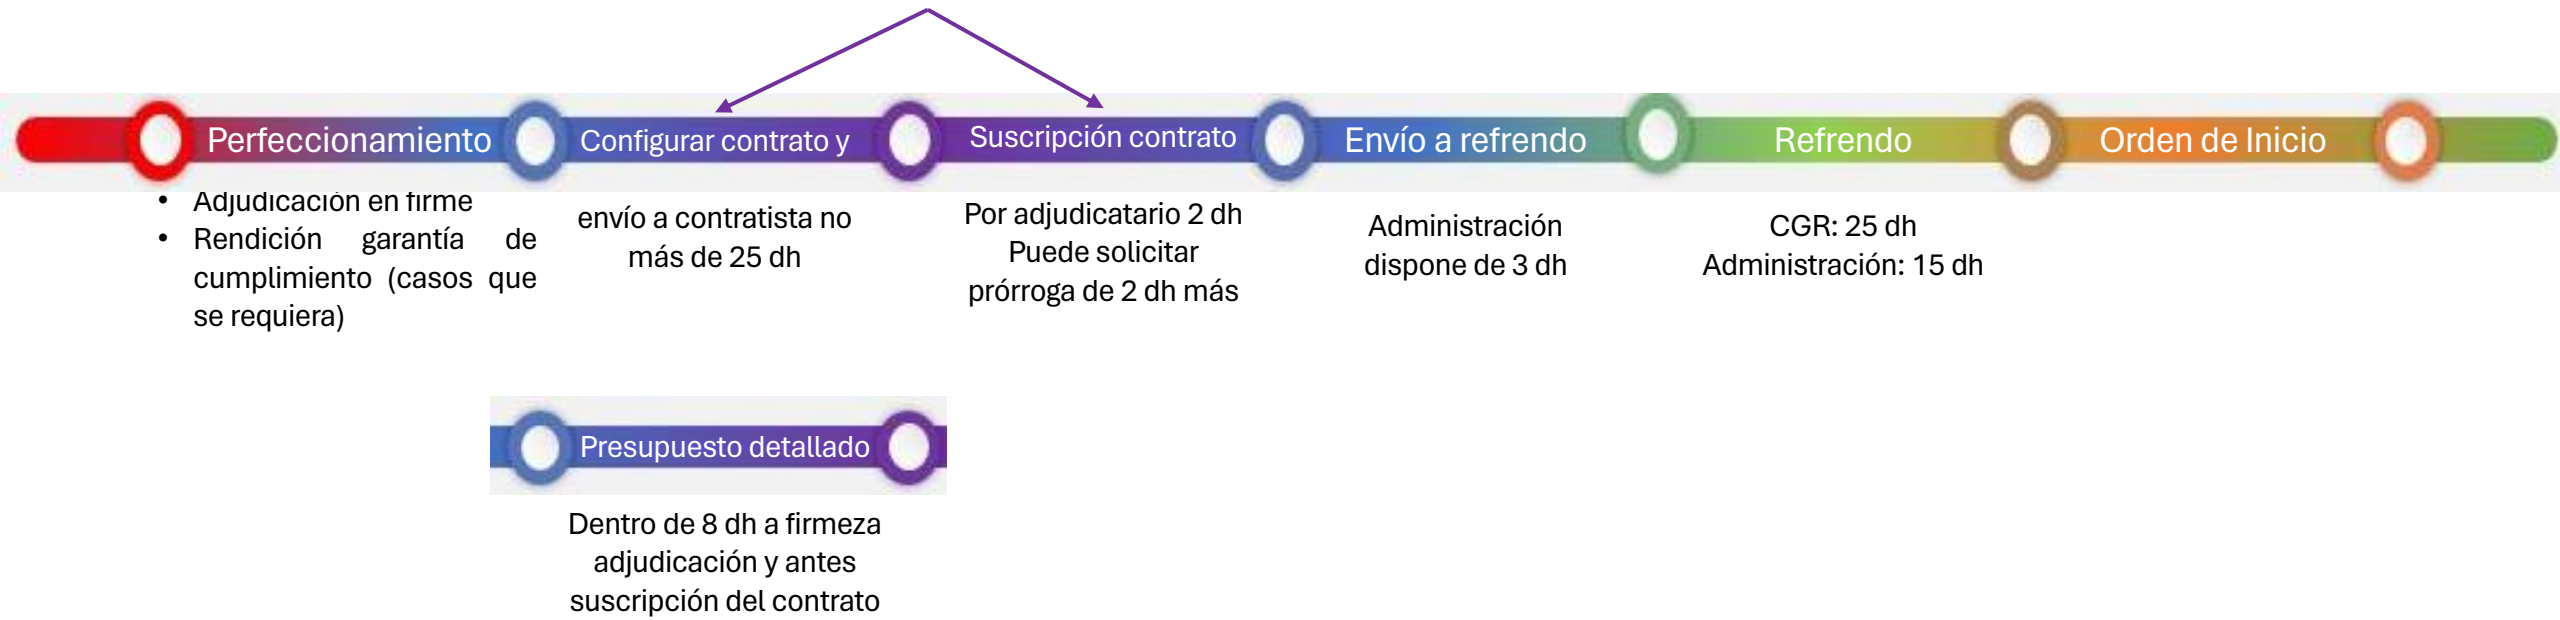 Perfeccionamiento
Configurar contrato y
Suscripción contrato
Envío a refrendo
Refrendo
Orden de Inicio
• Adjudicación en firme
• Rendición garantía de
cumplimiento (casos que
se requiera)
envío a contratista no
más de 25 dh
Por adjudicatario 2 dh
Puede solicitar
prórroga de 2 dh más
Administración
dispone de 3 dh
CGR: 25 dh
Administración: 15 dh
Presupuesto detallado
Dentro de 8 dh a firmeza
adjudicación y antes
suscripción del contrato